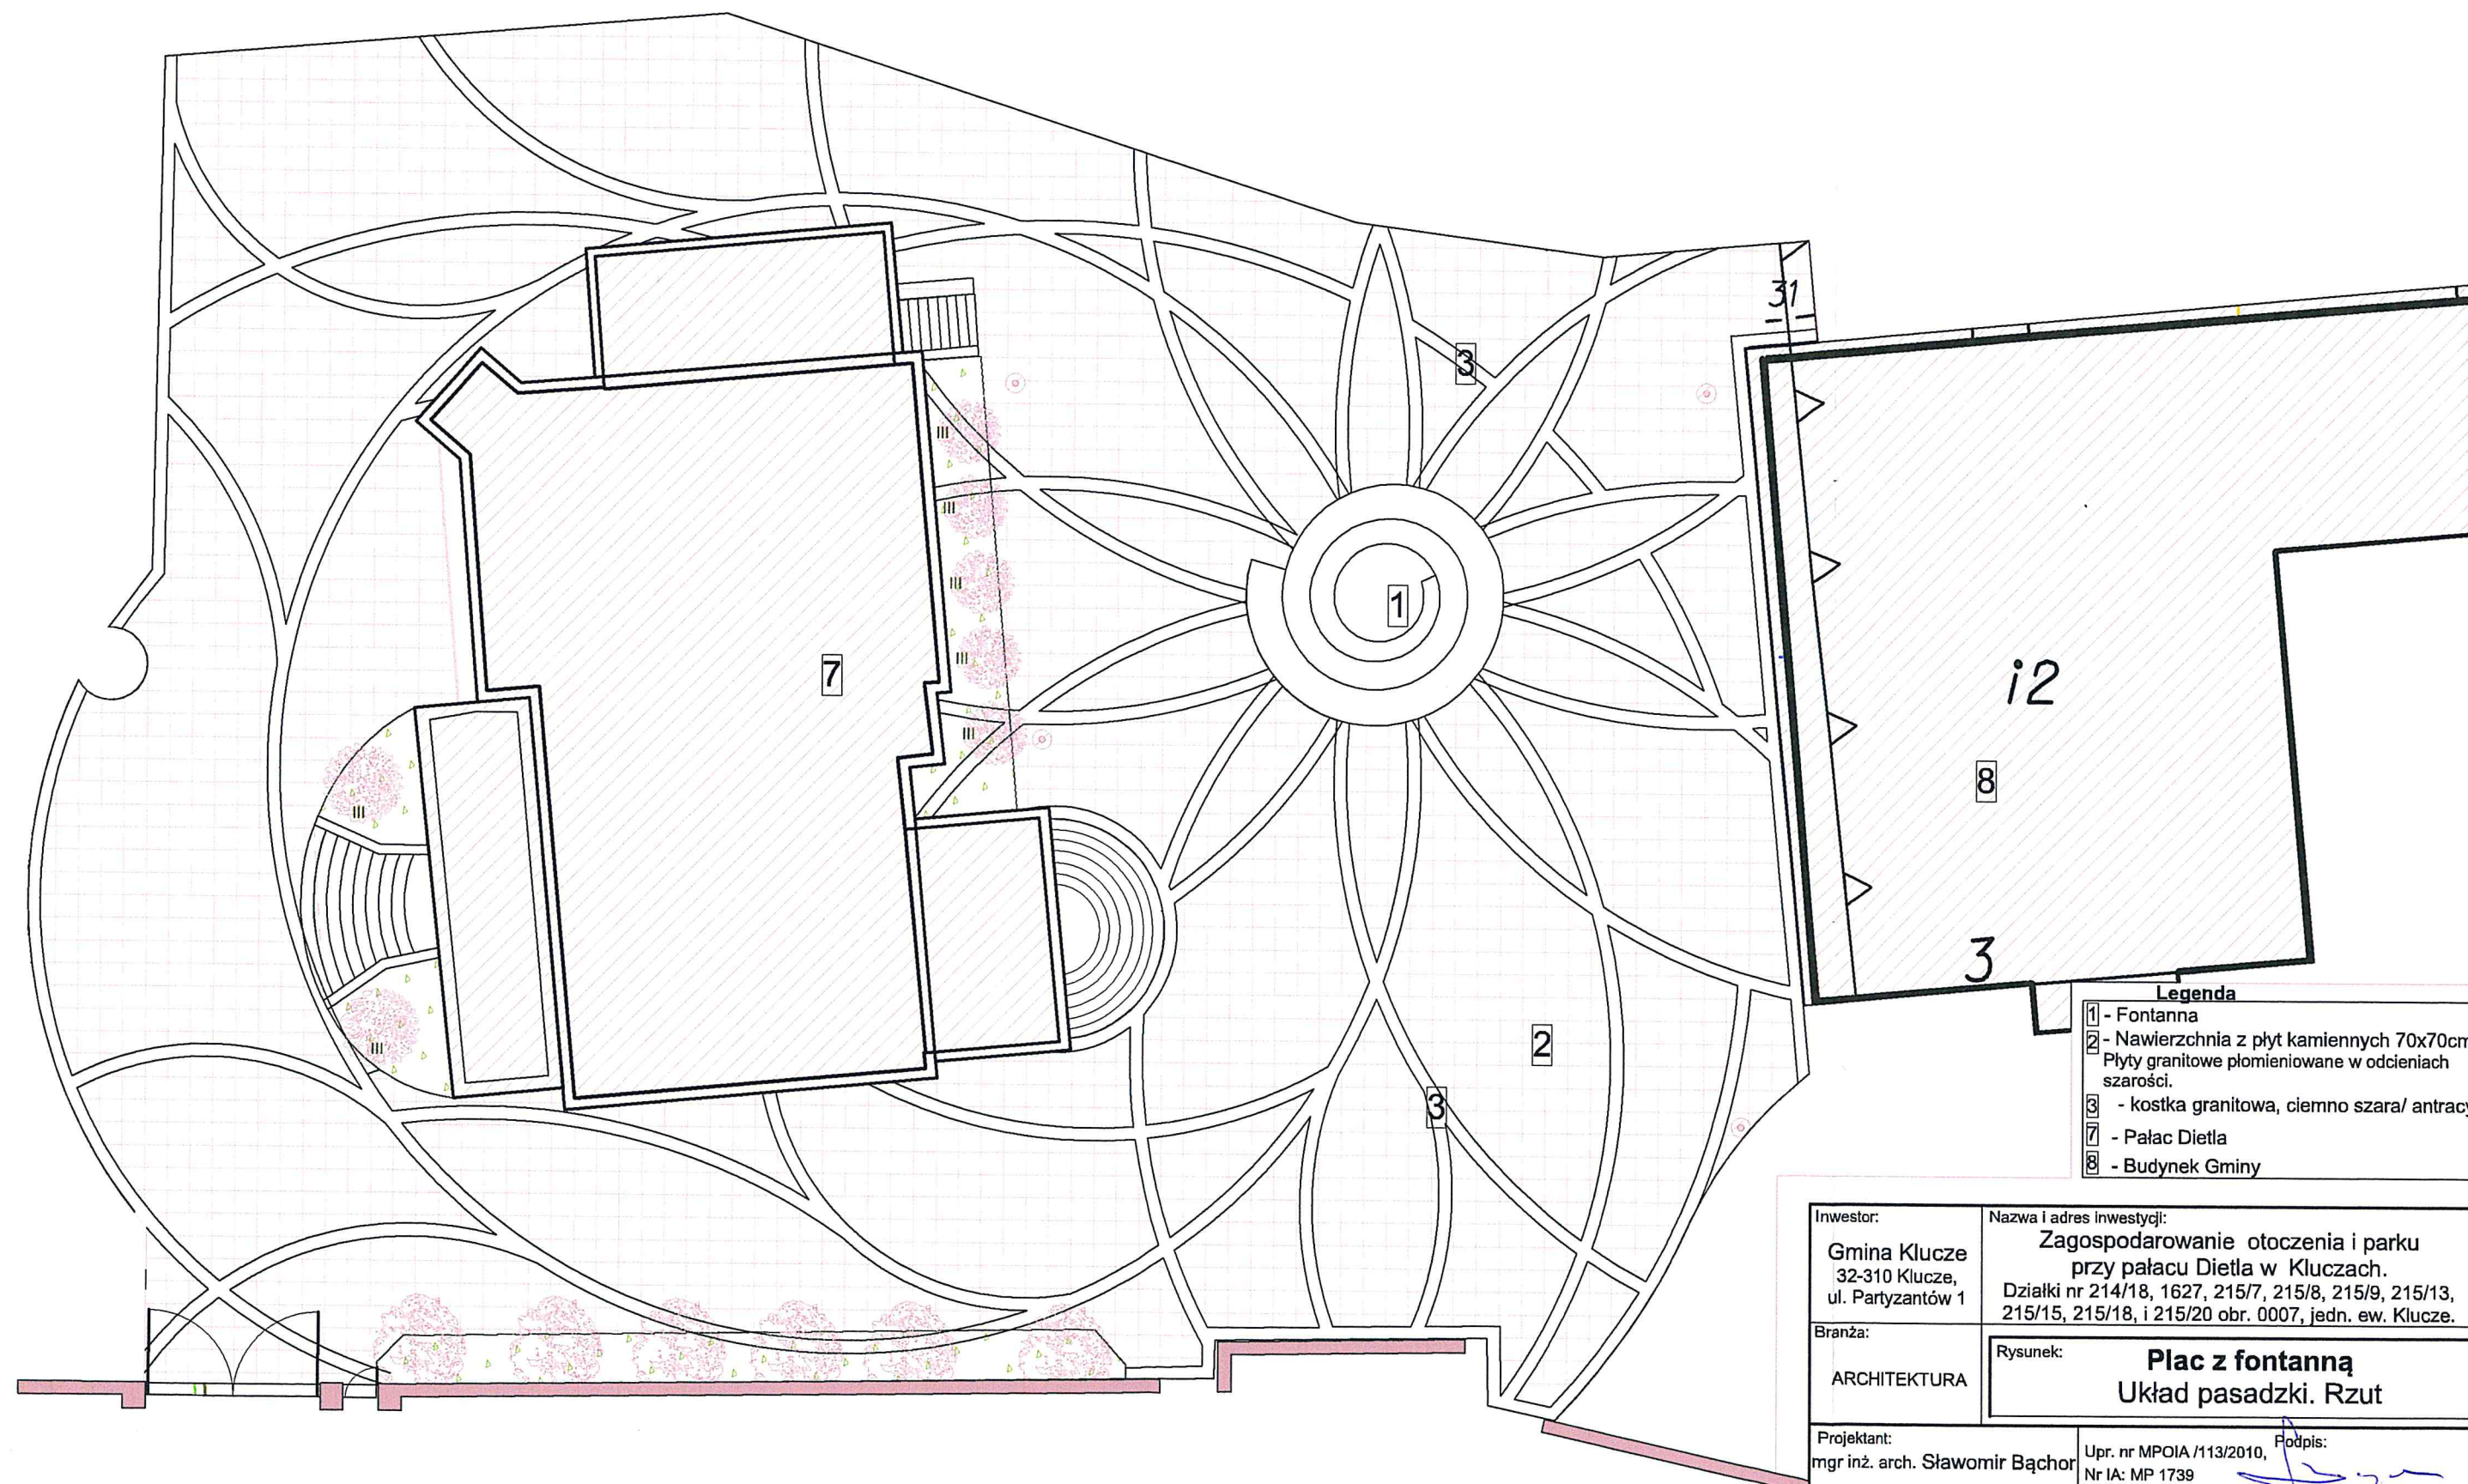 31
3
1
7
i2
8
3
2
3
Legenda
1 - Fontanna
2 - Nawierzchnia z płyt kamiennych 70x70cm
Płyty granitowe płomieniowane w odcieniach
szarości.
3 - kostka granitowa, ciemno szara/
7 - Pałac Dietla
8 - Budynek Gminy
Inwestor:
Gmina Klucze
32-310 Klucze,
ul. Partyzantów 1
Nazwa i adres inwestycji:
Zagospodarowanie otoczenia i parku
przy pałacu Dietla w Kluczach.
Działki nr 214/18, 1627, 215/7, 215/8, 215/9, 215/13,
215/15, 215/18, i 215/20 obr. 0007, jedn. ew. Klucze.
Branża:
ARCHITEKTURA
Rysunek:
Plac z fontanną
Układ pasadzki. Rzut
Projektant:
mgr inż. arch. Sławomir Bąchor
Upr. nr MPOIA /113/2010,
Nr IA: MP 1739
Podpis: